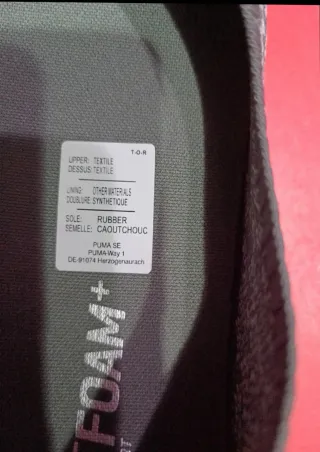 T-O-R
UPPER: TEXTILE
DESSUS: TEXTILE
LINING: OTHER MATERIALS
DOUBLURE: SYNTHETIQUE
SOLE: RUBBER
SEMELLE: CAOUTCHOUC
PUMA SE
PUMA-Way 1
DE-91074 Herzogenaurach
FOAM+